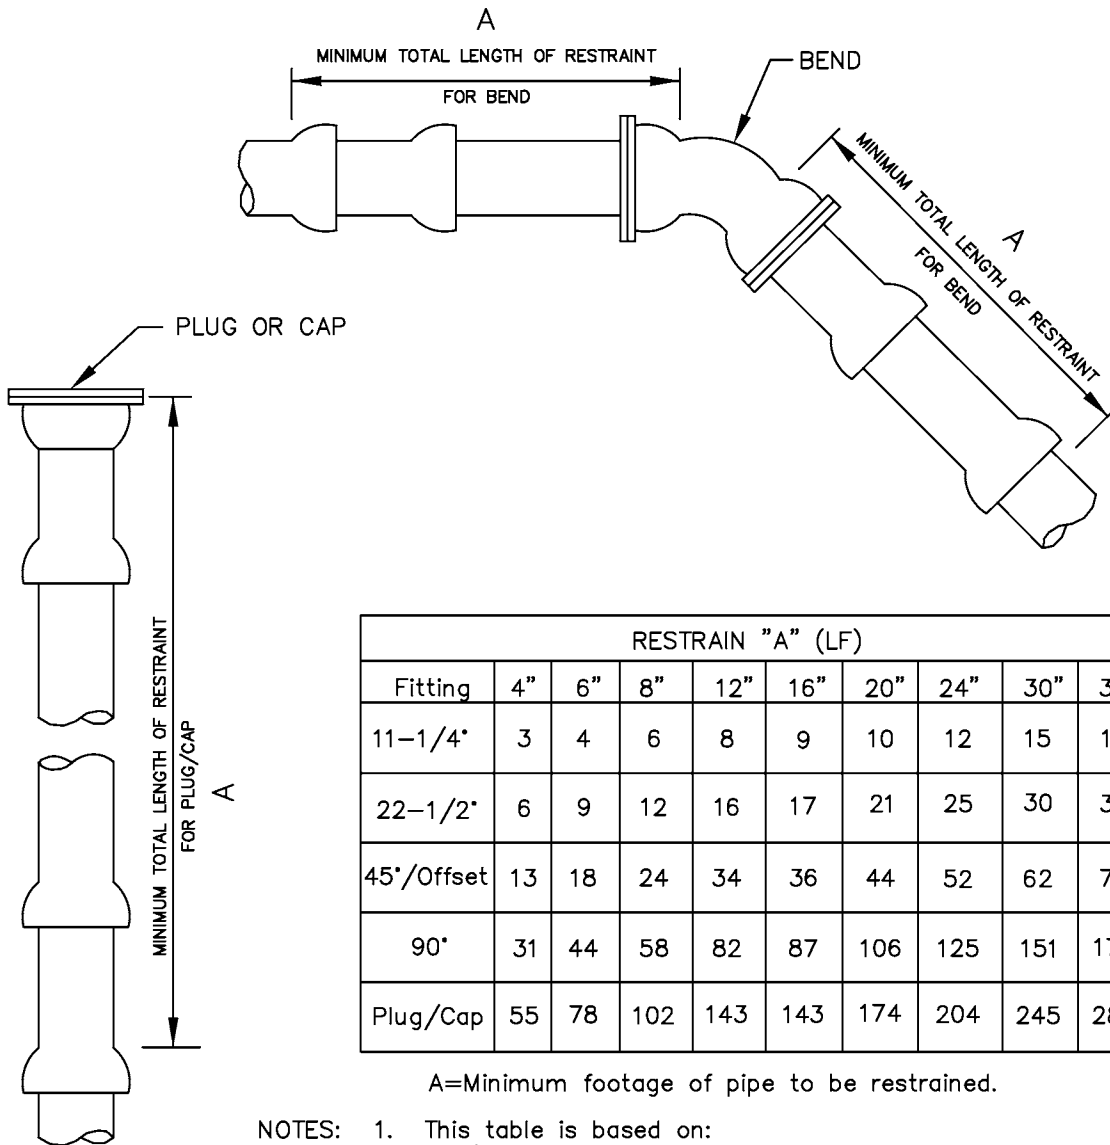 A
MINIMUM TOTAL LENGTH OF RESTRAINT
FOR BEND
BEND
A
MINIMUM TOTAL LENGTH OF RESTRAINT
FOR BEND
PLUG OR CAP
MINIMUM TOTAL LENGTH OF RESTRAINT
FOR PLUG/CAP
A
RESTRAIN "A" (LF)
Fitting 4" 6" 8" 12" 16" 20" 24" 30"
11-1/4° 3 4 6 8 9 10 12 15
22-1/2° 6 9 12 16 17 21 25 30
45°/Offset 13 18 24 34 36 44 52 62
90° 31 44 58 82 87 106 125 151
Plug/Cap 55 78 102 143 143 174 204 245
A=Minimum footage of pipe to be restrained.
NOTES: 1. This table is based on: